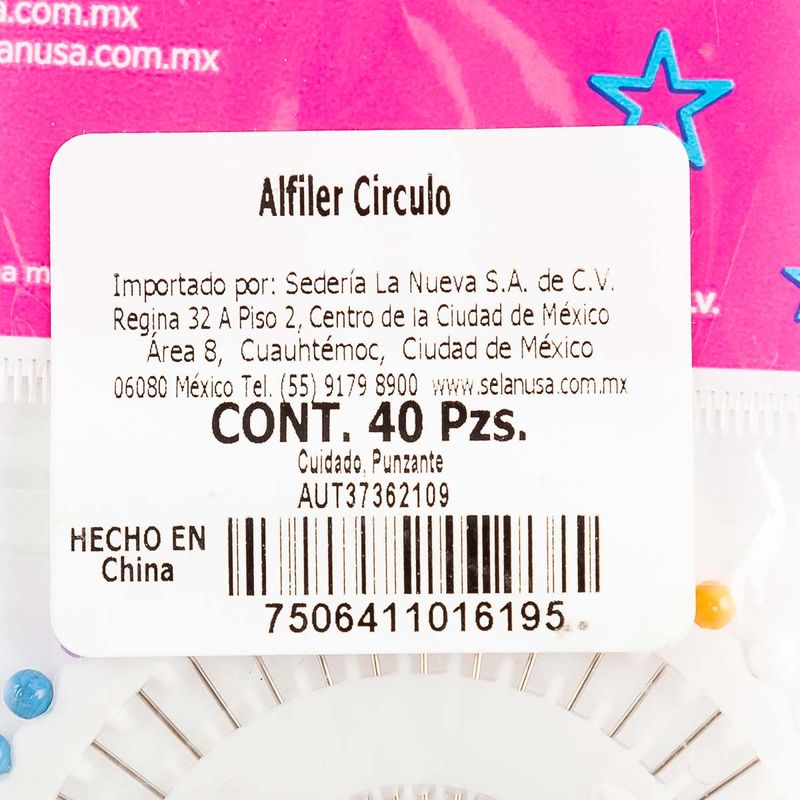 a.com.mx
anusa.com.mx
Alfiler Circulo
Importado por: Sedería La Nueva S.A. de C.V.
Regina 32 A Piso 2, Centro de la Ciudad de México
Área 8, Cuauhtémoc, Ciudad de México
06080 México Tel. (55) 9179 8900 www.selanusa.com.mx
CONT. 40 Pzs.
Cuidado, Punzante
AUT37362109
HECHO EN
China
7506411016195